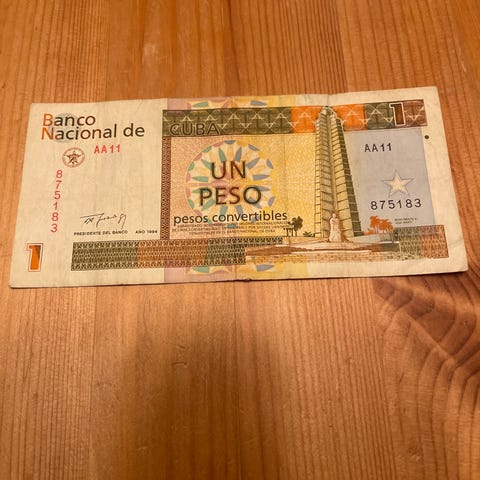 Banco
Nacional de
CUBA
1
AA11
AA11
875183
UN
PESO
pesos convertibles
875183
PRESIDENTE DEL BANCO AÑO 1994
1